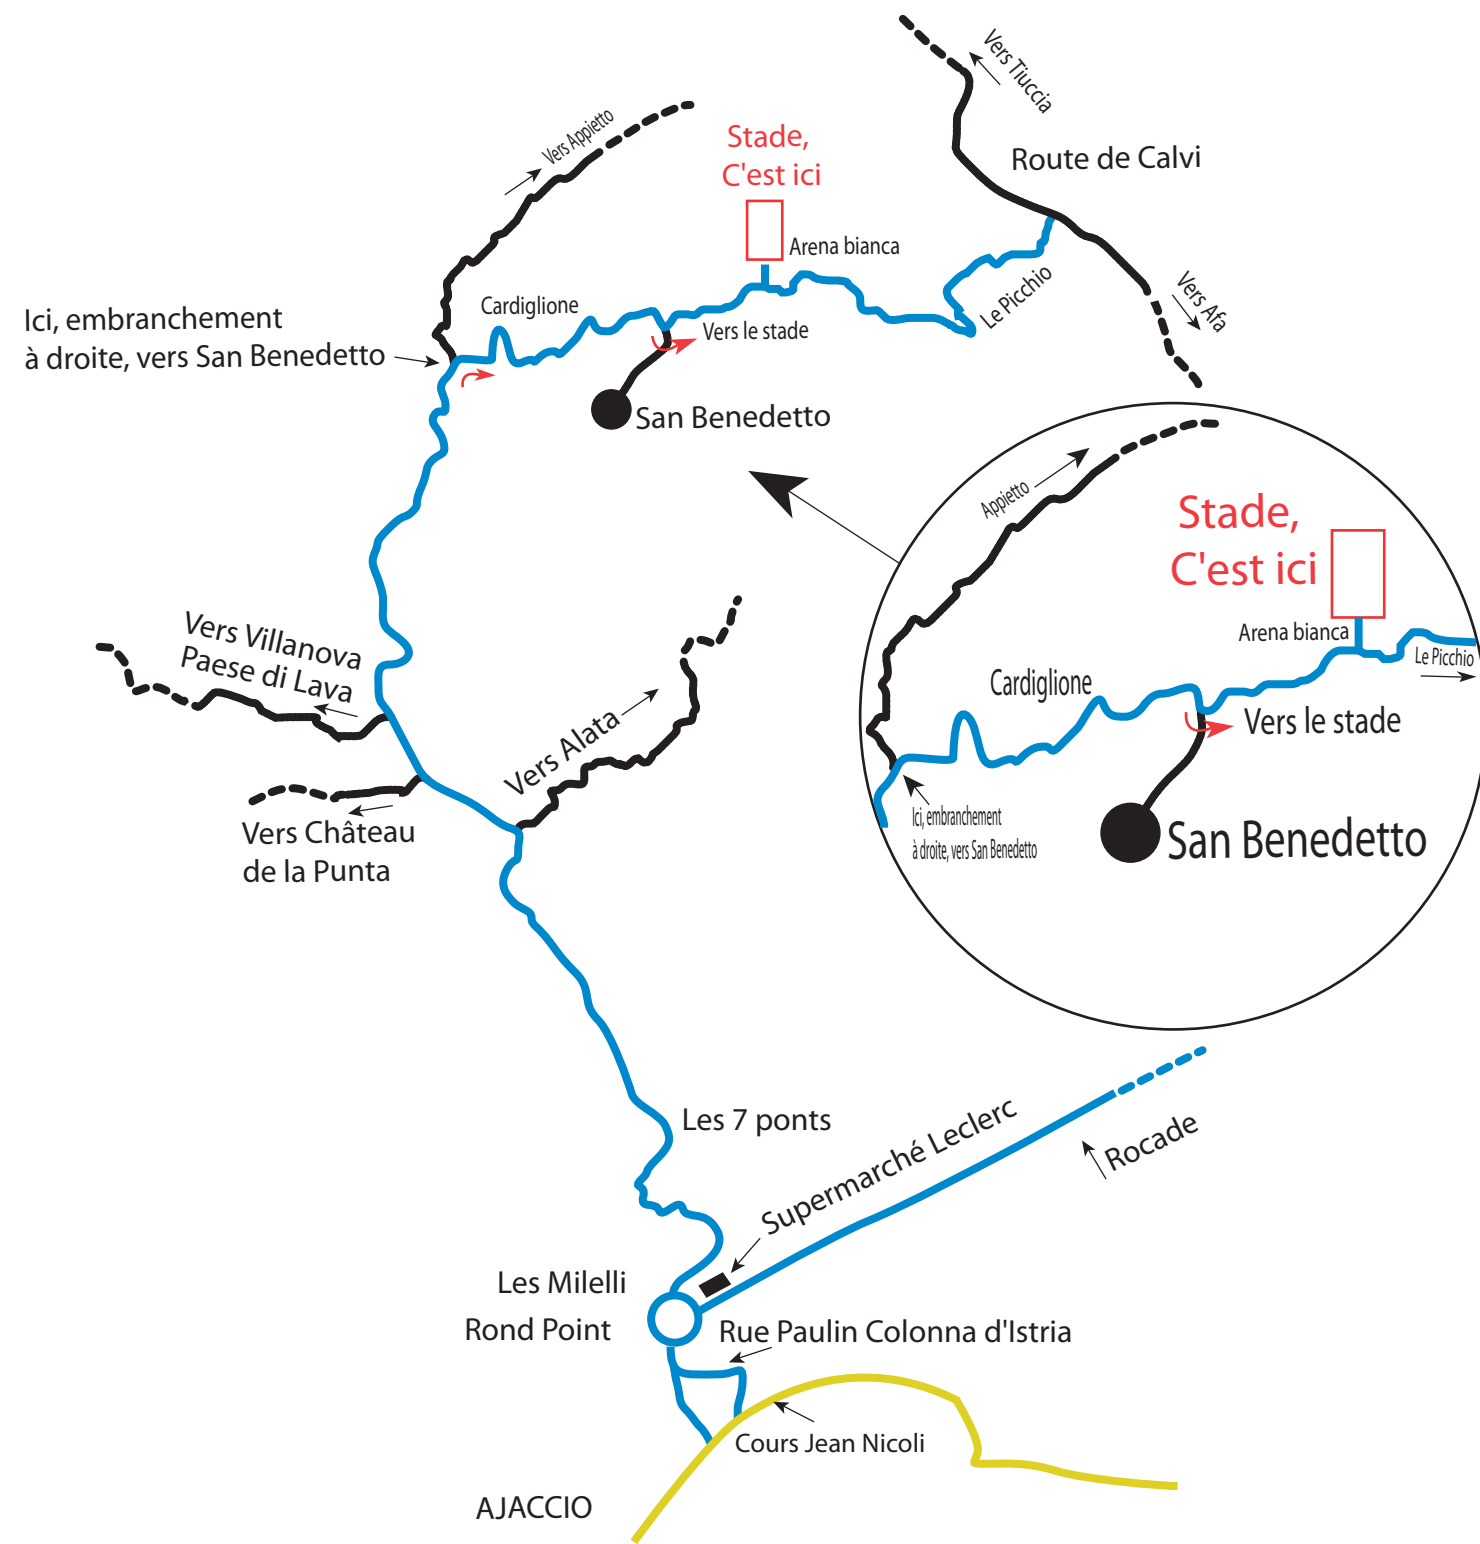 Vers Tiuccia
Route de Calvi
Vers Appietto
Stade,
C'est ici
Arena bianca
Le Picchio
Vers Afa
Cardiglione
Ici, embranchement
à droite, vers San Benedetto
Vers le stade
San Benedetto
Appietto
Stade,
C'est ici
Arena bianca
Le Picchio
Cardiglione
Vers le stade
Ici, embranchement
à droite, vers San Benedetto
San Benedetto
Vers Villanova
Paese di Lava
Vers Alata
Vers Château
de la Punta
Les 7 ponts
Supermarché Leclerc
Rocade
Les Milelli
Rond Point
Rue Paulin Colonna d'Istria
Cours Jean Nicoli
AJACCIO